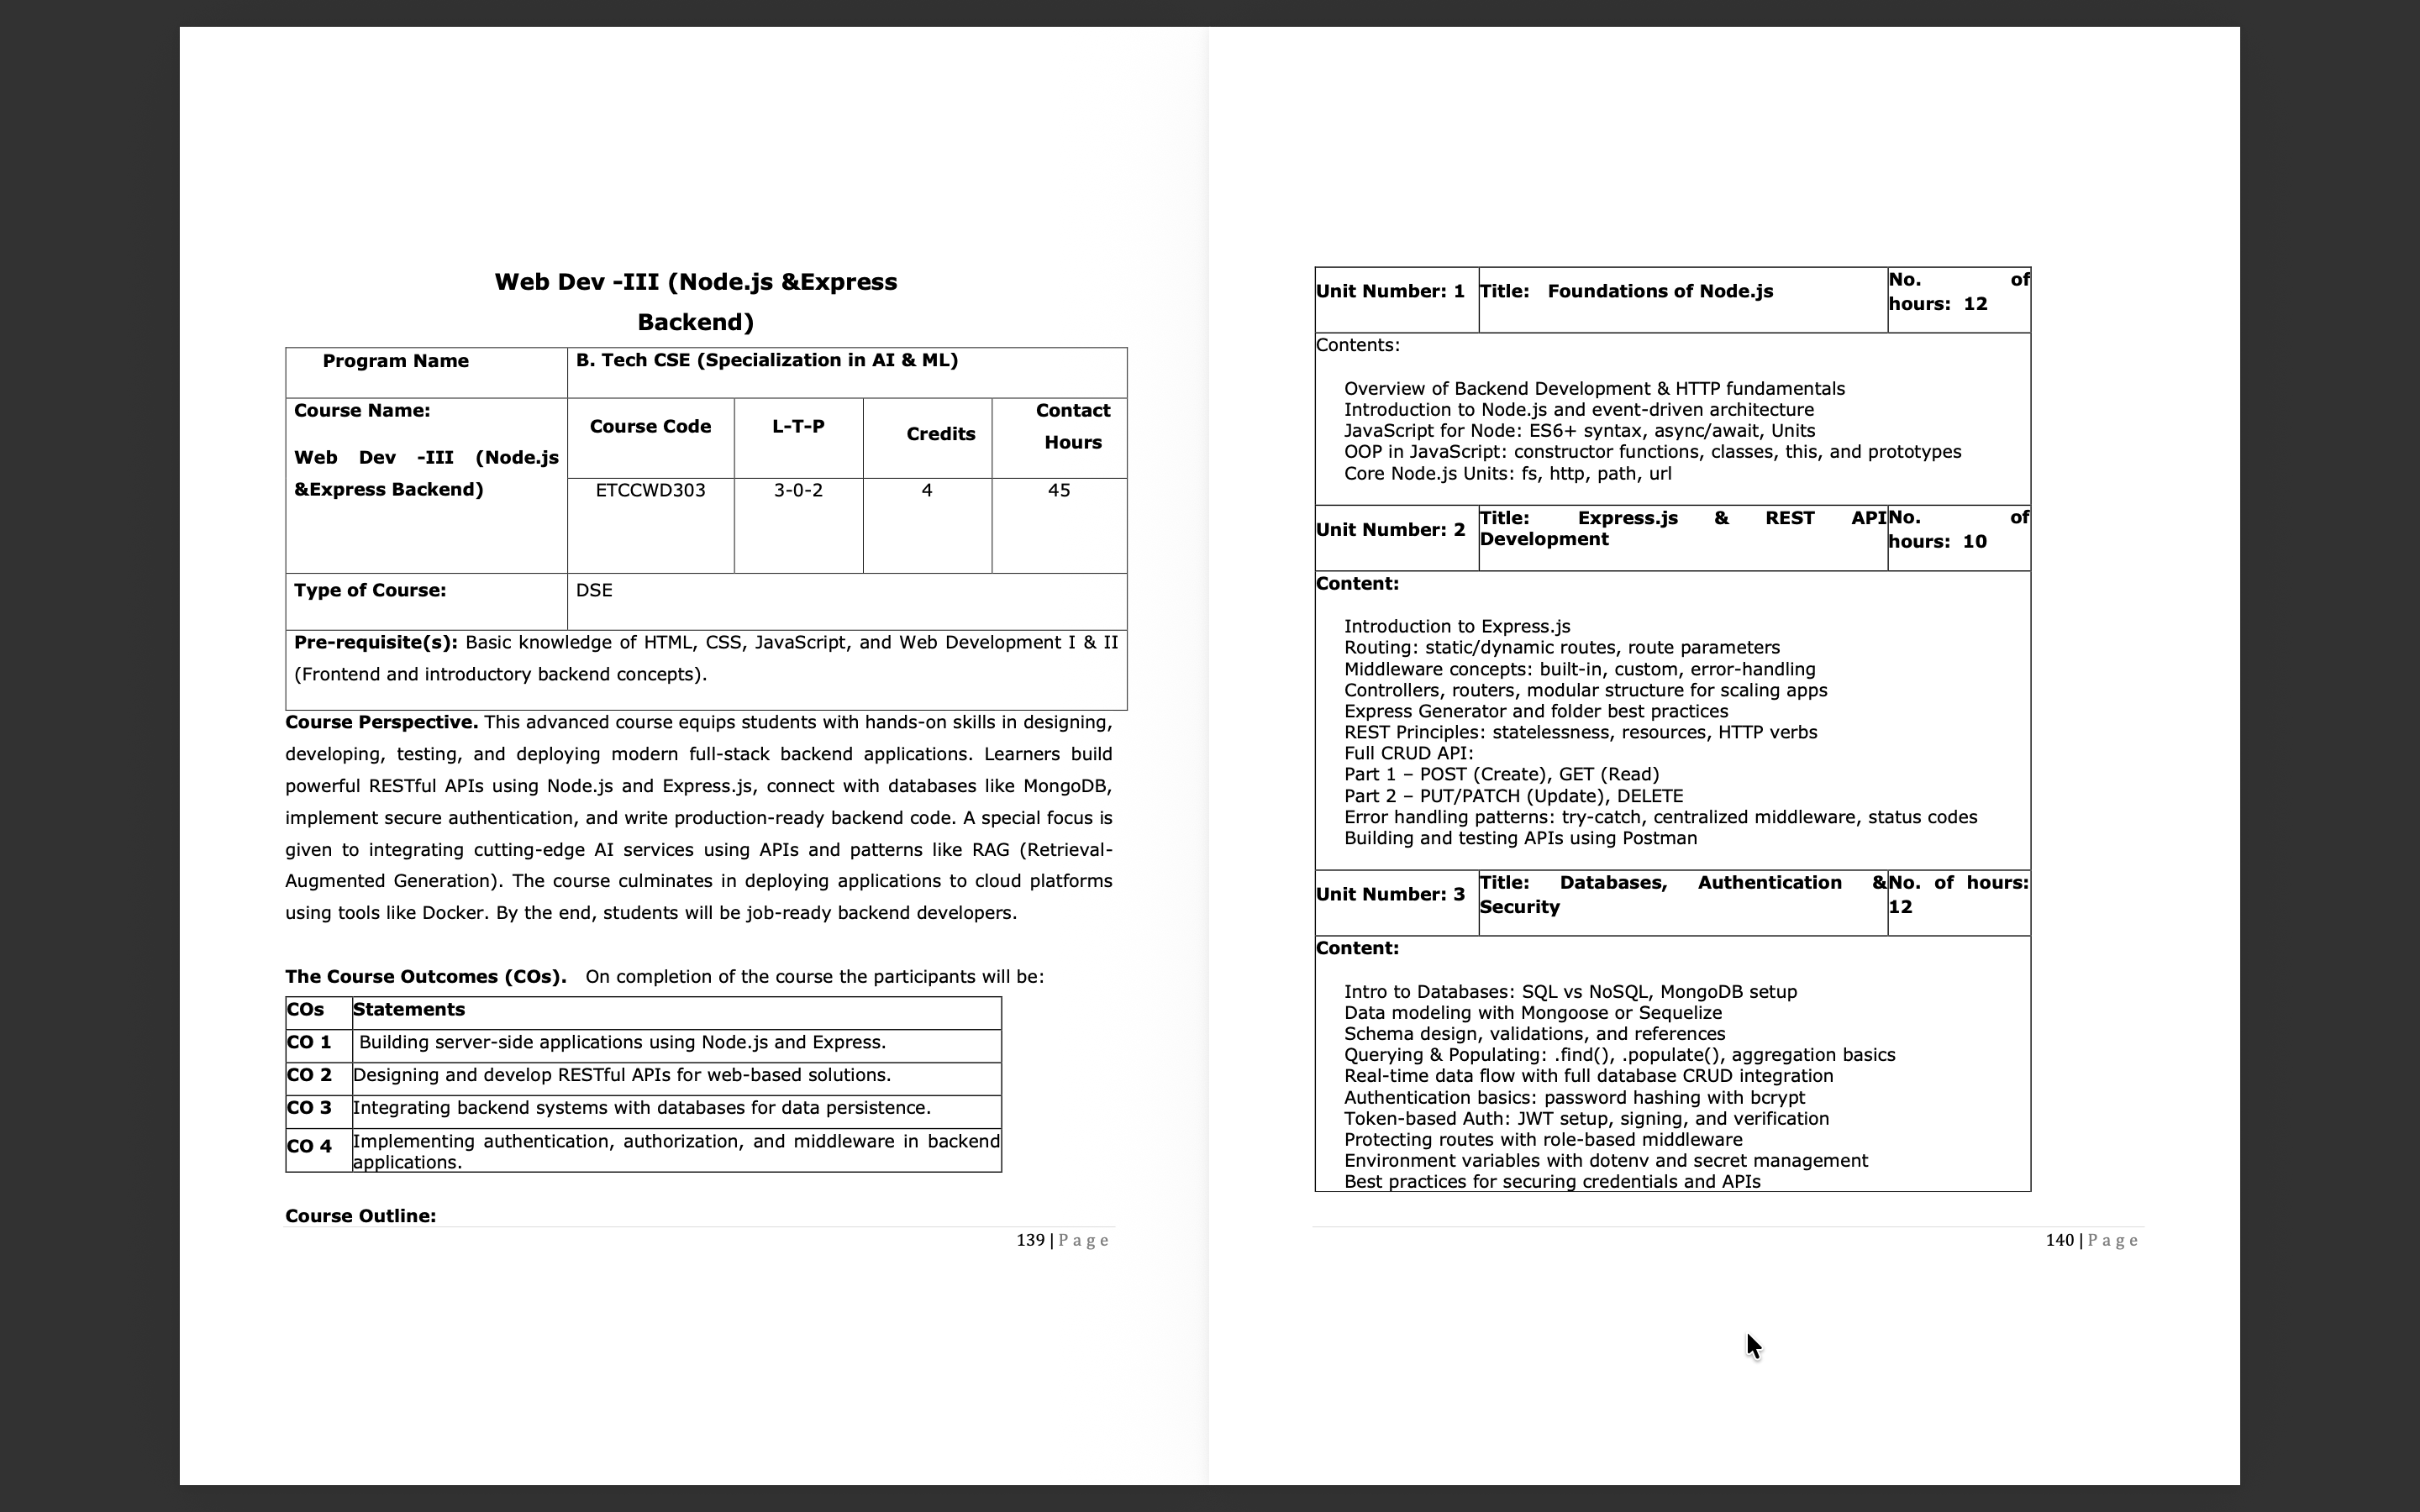 Web Dev -III (Node.js &Express
Backend)
Program Name
B. Tech CSE (Specialization in AI & ML)
Course Name:
Web Dev -III (Node.js
&Express Backend)
Course Code
L-T-P
Credits
Contact
Hours
ETCCWD303
3-0-2
4
45
Type of Course:
DSE
Pre-requisite(s): Basic knowledge of HTML, CSS, JavaScript, and Web Development I & II
(Frontend and introductory backend concepts).
Course Perspective. This advanced course equips students with hands-on skills in designing,
developing, testing, and deploying modern full-stack backend applications. Learners build
powerful RESTful APIs using Node.js and Express.js, connect with databases like MongoDB,
implement secure authentication, and write production-ready backend code. A special focus is
given to integrating cutting-edge AI services using APIs and patterns like RAG (Retrieval-
Augmented Generation). The course culminates in deploying applications to cloud platforms
using tools like Docker. By the end, students will be job-ready backend developers.
The Course Outcomes (COs). On completion of the course the participants will be:
COs Statements
CO 1 Building server-side applications using Node.js and Express.
CO 2 Designing and develop RESTful APIs for web-based solutions.
CO 3 Integrating backend systems with databases for data persistence.
CO 4 Implementing authentication, authorization, and middleware in backend
applications.
Course Outline:
139 | Page
Unit Number: 1
Title: Foundations of Node.js
No. of
hours: 12
Contents:
Overview of Backend Development & HTTP fundamentals
Introduction to Node.js and event-driven architecture
JavaScript for Node: ES6+ syntax, async/await, Units
OOP in JavaScript: constructor functions, classes, this, and prototypes
Core Node.js Units: fs, http, path, url
Unit Number: 2
Title: Express.js & REST API
Development
No. of
hours: 10
Content:
Introduction to Express.js
Routing: static/dynamic routes, route parameters
Middleware concepts: built-in, custom, error-handling
Controllers, routers, modular structure for scaling apps
Express Generator and folder best practices
REST Principles: statelessness, resources, HTTP verbs
Full CRUD API:
Part 1 – POST (Create), GET (Read)
Part 2 – PUT/PATCH (Update), DELETE
Error handling patterns: try-catch, centralized middleware, status codes
Building and testing APIs using Postman
Unit Number: 3
Title: Databases, Authentication &
Security
No. of hours:
12
Content:
Intro to Databases: SQL vs NoSQL, MongoDB setup
Data modeling with Mongoose or Sequelize
Schema design, validations, and references
Querying & Populating: .find(), .populate(), aggregation basics
Real-time data flow with full database CRUD integration
Authentication basics: password hashing with bcrypt
Token-based Auth: JWT setup, signing, and verification
Protecting routes with role-based middleware
Environment variables with dotenv and secret management
Best practices for securing credentials and APIs
140 | Page